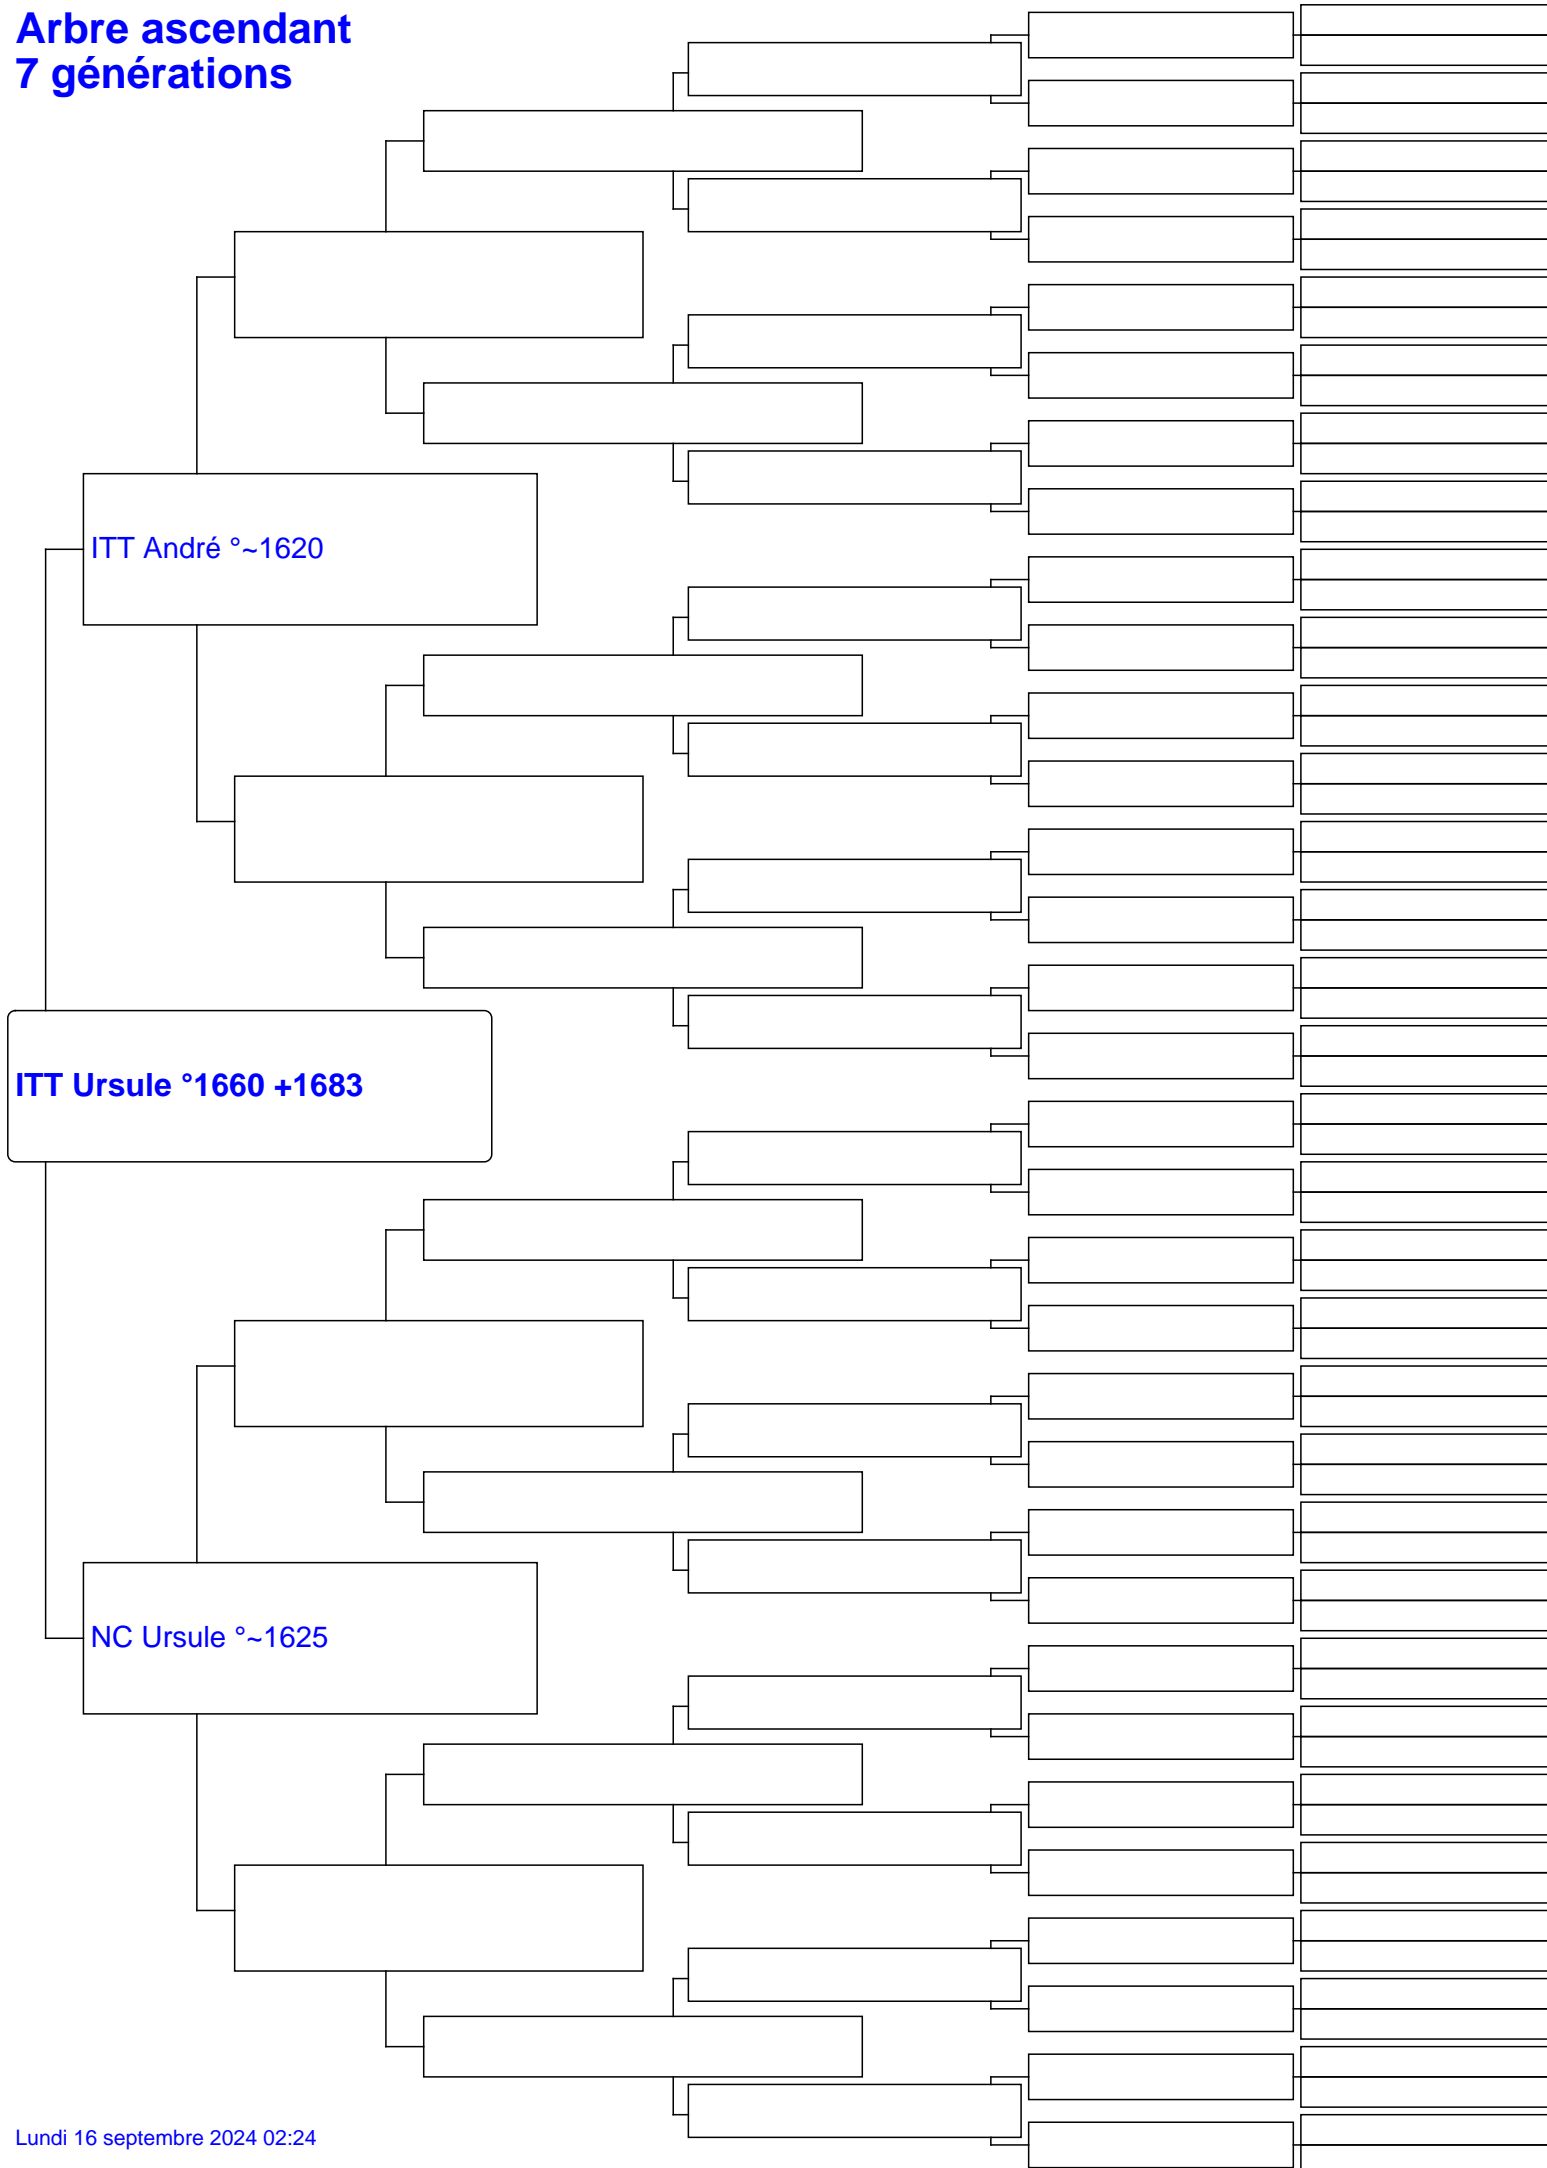 Arbre ascendant
7 générations
ITT André °~1620
ITT Ursule °1660 +1683
NC Ursule °~1625
Lundi 16 septembre 2024 02:24